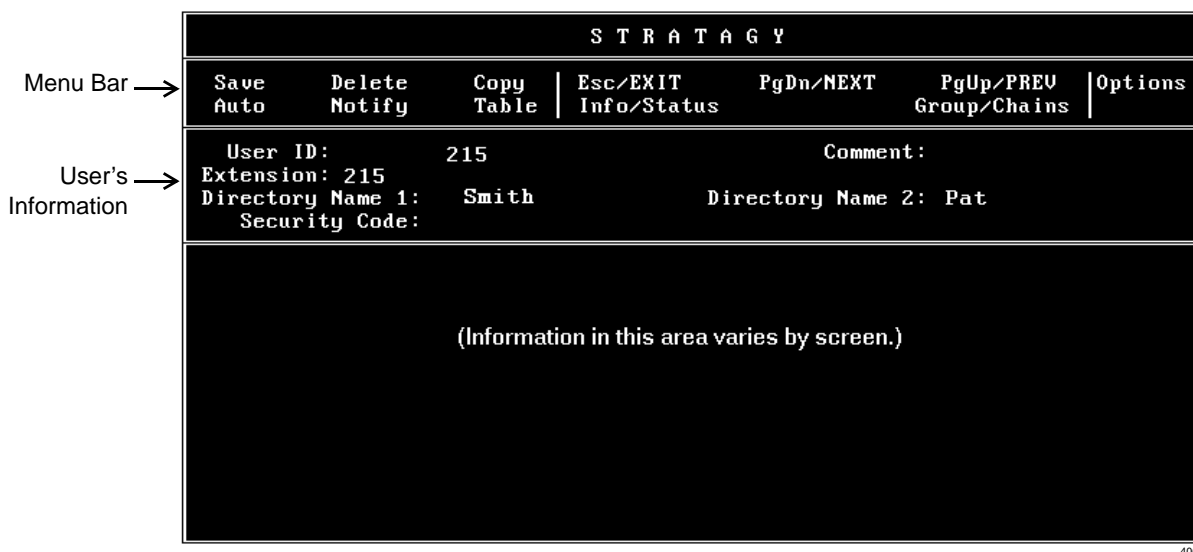 S T R A T A G Y
Menu Bar
Save Delete Copy Esc/EXIT PgDn/NEXT PgUp/PREV Options
Auto Notify Table Info/Status Group/Chains
User's
Information
User ID: 215 Comment:
Extension: 215
Directory Name 1: Smith Directory Name 2: Pat
Security Code:
(Information in this area varies by screen.)